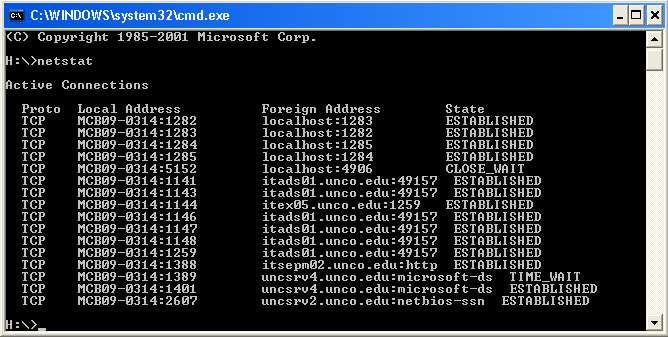 C:\WINDOWS\system32\cmd.exe
(C) Copyright 1985-2001 Microsoft Corp.
H:\>netstat
Active Connections
Proto Local Address Foreign Address State
TCP MCB09-0314:1282 localhost:1283 ESTABLISHED
TCP MCB09-0314:1283 localhost:1282 ESTABLISHED
TCP MCB09-0314:1284 localhost:1285 ESTABLISHED
TCP MCB09-0314:1285 localhost:1284 ESTABLISHED
TCP MCB09-0314:5152 localhost:4906 CLOSE_WAIT
TCP MCB09-0314:1141 itads01.unco.edu:49157 ESTABLISHED
TCP MCB09-0314:1143 itads01.unco.edu:49157 ESTABLISHED
TCP MCB09-0314:1144 itex05.unco.edu:1259 ESTABLISHED
TCP MCB09-0314:1146 itads01.unco.edu:49157 ESTABLISHED
TCP MCB09-0314:1147 itads01.unco.edu:49157 ESTABLISHED
TCP MCB09-0314:1148 itads01.unco.edu:49157 ESTABLISHED
TCP MCB09-0314:1259 itads01.unco.edu:49157 ESTABLISHED
TCP MCB09-0314:1388 itsepm02.unco.edu:http ESTABLISHED
TCP MCB09-0314:1389 uncsrv4.unco.edu:microsoft-ds TIME_WAIT
TCP MCB09-0314:1401 uncsrv4.unco.edu:microsoft-ds ESTABLISHED
TCP MCB09-0314:2607 uncsrv2.unco.edu:netbios-ssn ESTABLISHED
H:\>_